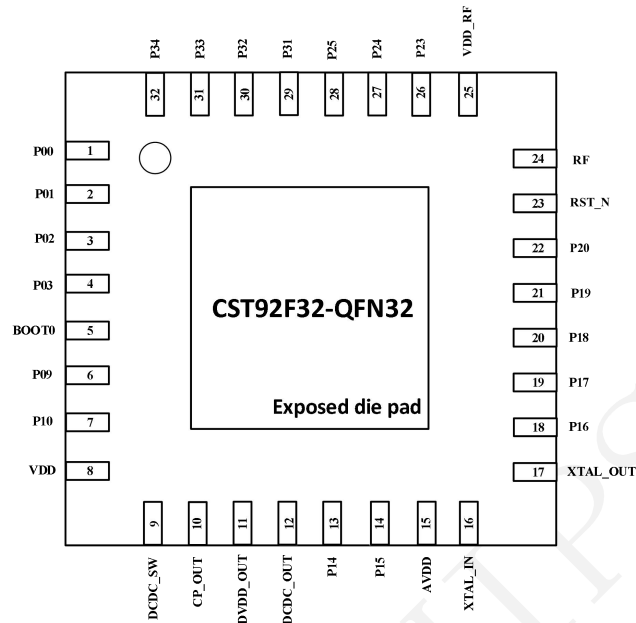 P34 P33 P32 P31 P25 P24 P23 VDD_RF
32 31 30 29 28 27 26 25
P00 1
P01 2
P02 3
P03 4
BOOT0 5
P09 6
P10 7
VDD 8
24 RF
23 RST_N
22 P20
21 P19
20 P18
19 P17
18 P16
17 XTAL_OUT
CST92F32-QFN32
Exposed die pad
9 10 11 12 13 14 15 16
DCDC_SW CP_OUT DVDD_OUT DCDC_OUT P14 P15 AVDD XTAL_IN